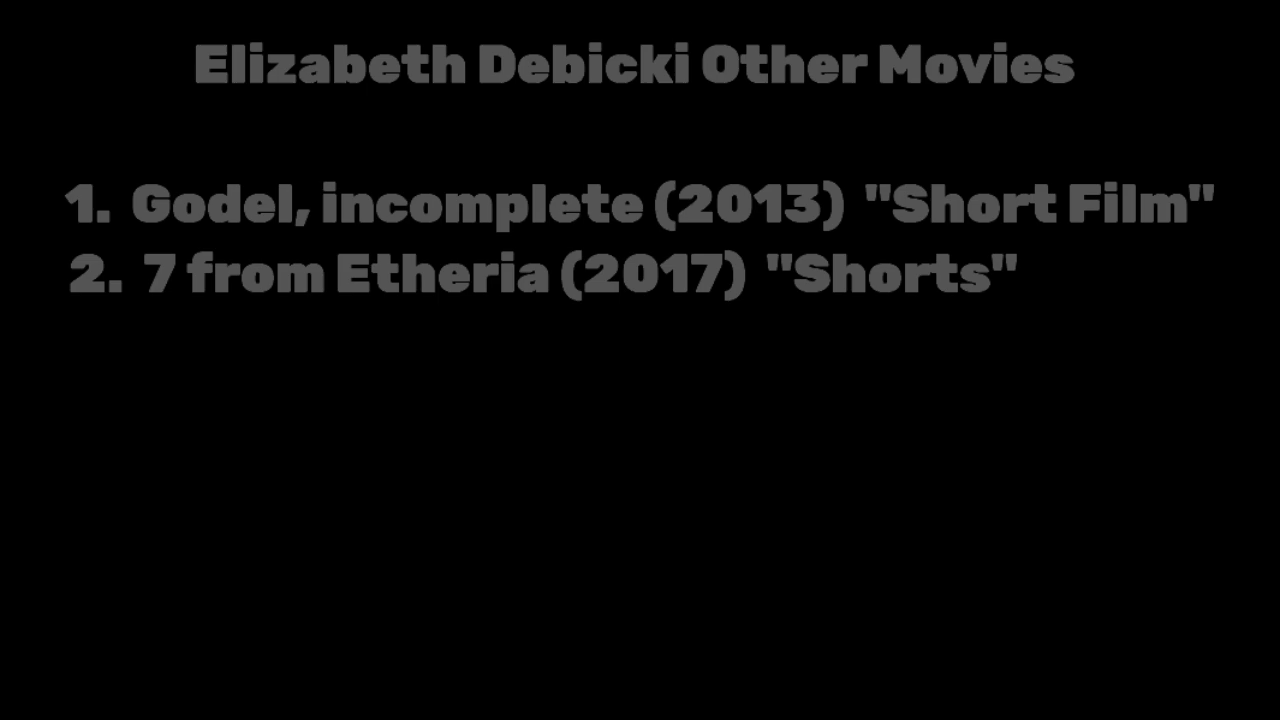 Elizabeth Debicki Other Movies
1. Godel, incomplete (2013) "Short Film"
2. 7 from Etheria (2017) "Shorts"